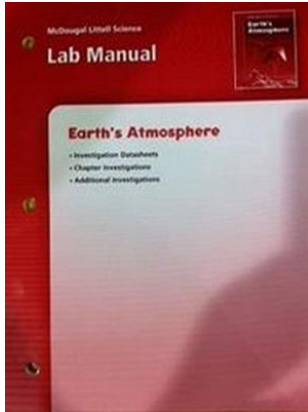 McDougal Littell Science
Lab Manual
Earth's
Atmosphere
Earth's Atmosphere
• Investigation Datasheets
• Chapter Investigations
• Additional Investigations